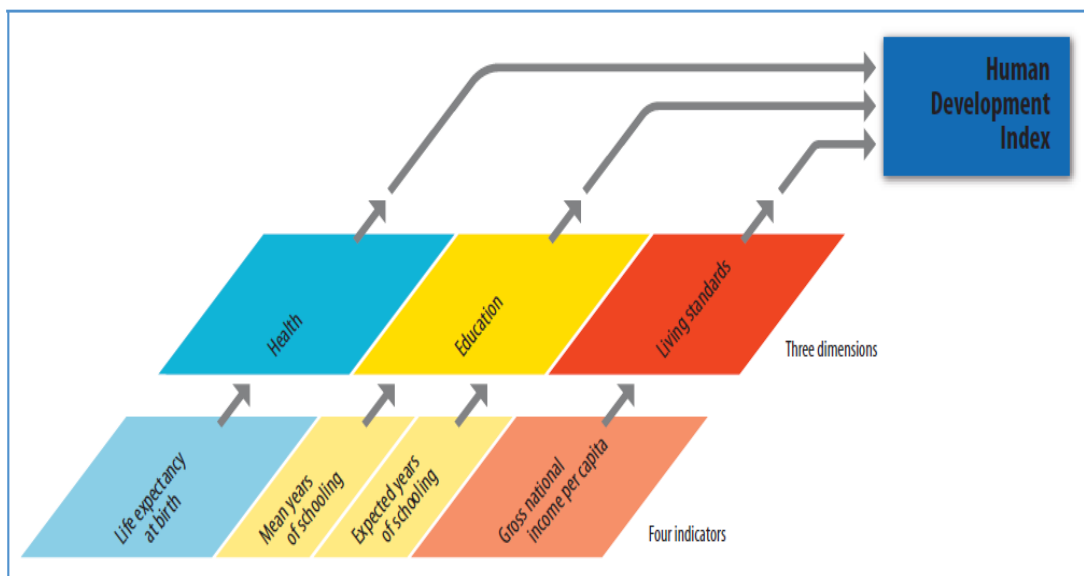 Human
Development
Index
Health
Education
Living standards
Three dimensions
Life expectancy
at birth
Mean years
of schooling
Expected years
of schooling
Gross national
income per capita
Four indicators